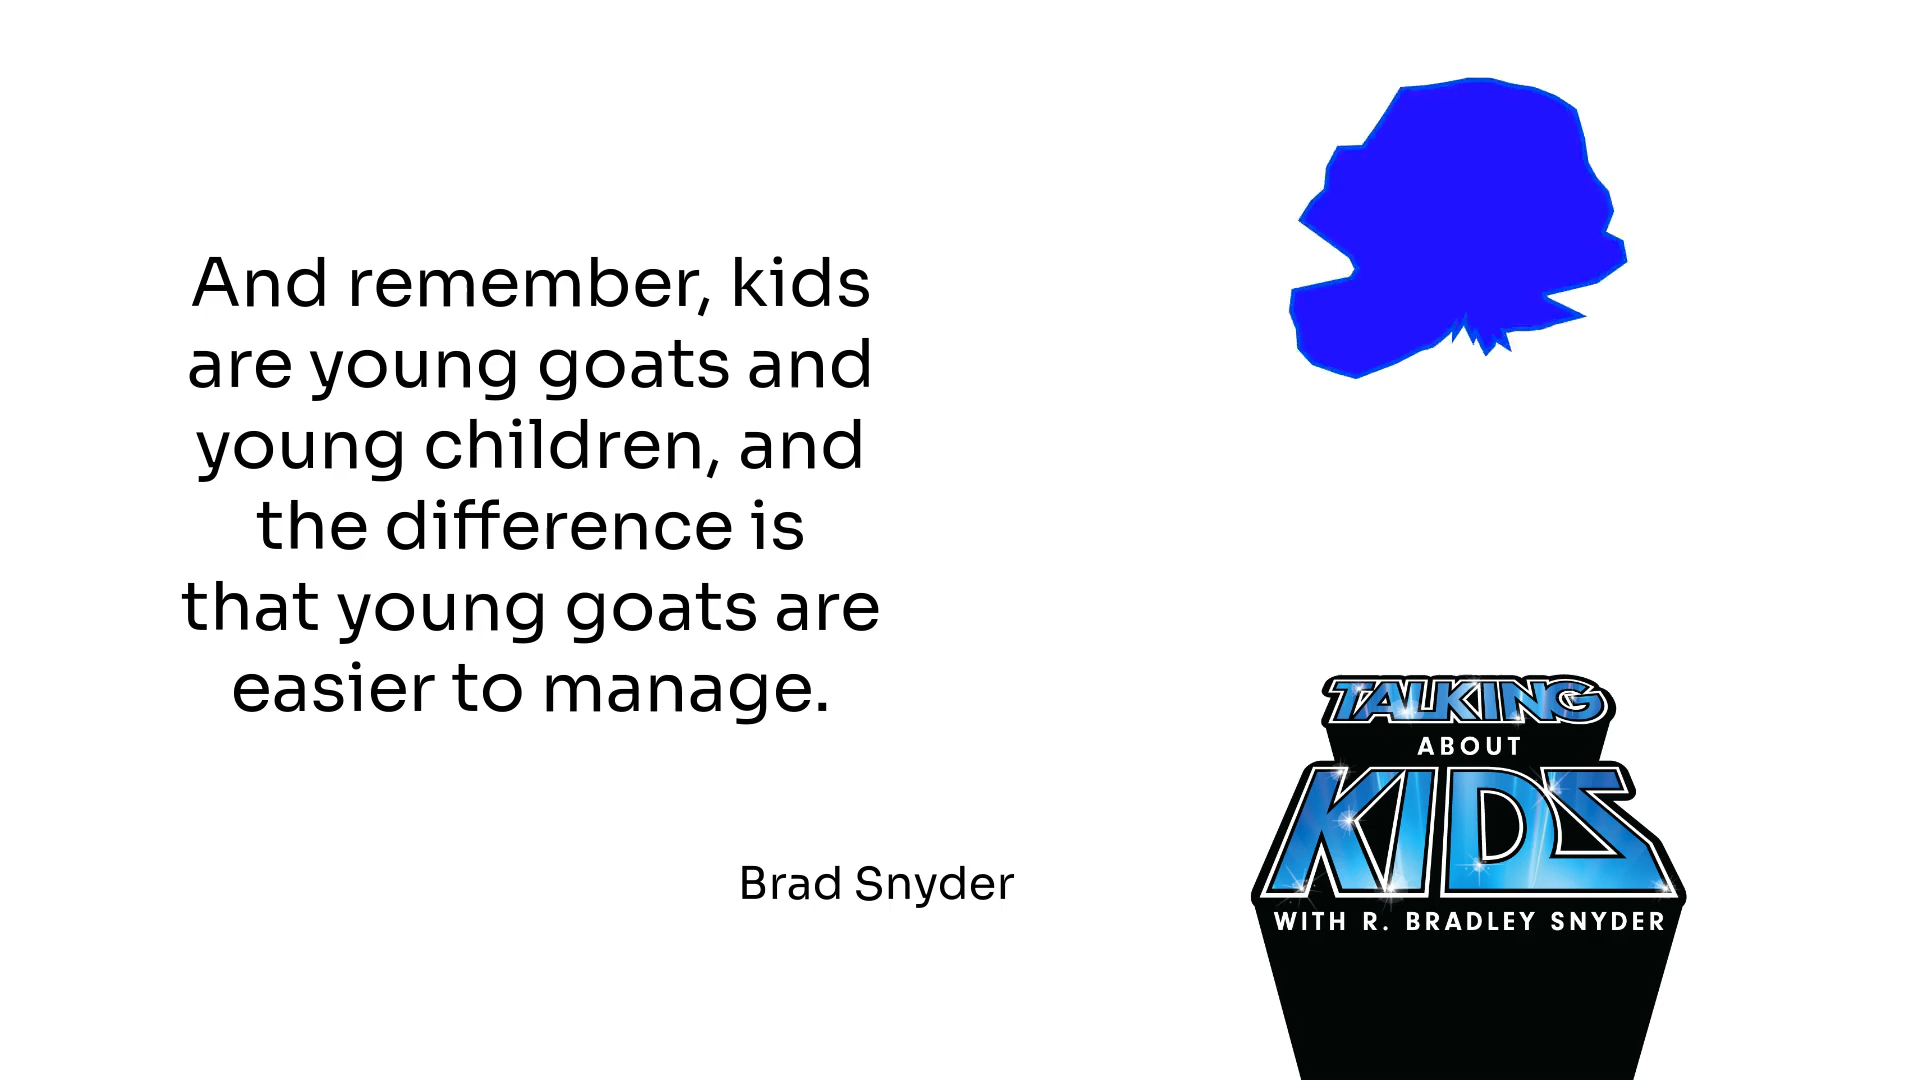 And remember, kids
are young goats and
young children, and
the difference is
that young goats are
easier to manage.
Brad Snyder
TALKING
ABOUT
KIDS
WITH R. BRADLEY SNYDER